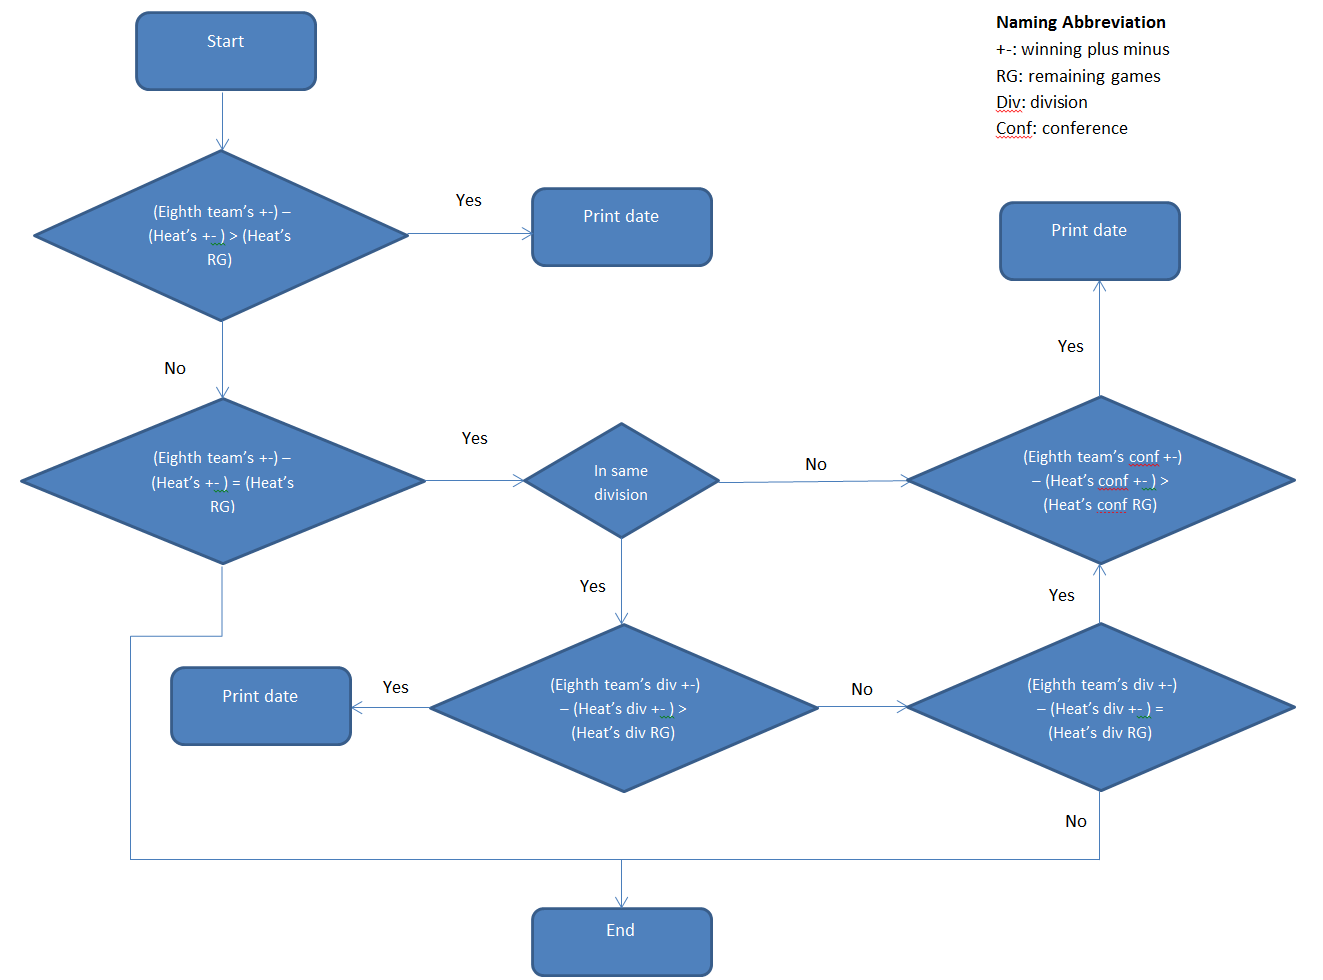 Naming Abbreviation
+-: winning plus minus
RG: remaining games
Div: division
Conf: conference
Start
(Eighth team’s +-) –
(Heat’s +- ) > (Heat’s
RG)
Yes
Print date
Print date
No
Yes
(Eighth team’s +-) –
(Heat’s +- ) = (Heat’s
RG)
Yes
In same
division
No
(Eighth team’s conf +-)
– (Heat’s conf +- ) >
(Heat’s conf RG)
Yes
Yes
Print date
Yes
(Eighth team’s div +-)
– (Heat’s div +- ) >
(Heat’s div RG)
No
(Eighth team’s div +-)
– (Heat’s div +- ) =
(Heat’s div RG)
No
End